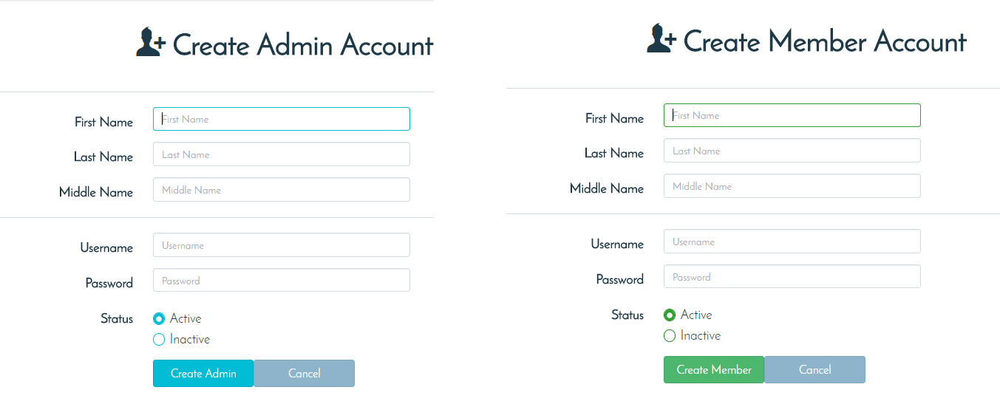 Create Admin Account
First Name
First Name
Last Name
Last Name
Middle Name
Middle Name
Username
Username
Password
Password
Status
Active
Inactive
Create Admin
Cancel
Create Member Account
First Name
First Name
Last Name
Last Name
Middle Name
Middle Name
Username
Username
Password
Password
Status
Active
Inactive
Create Member
Cancel